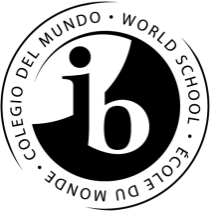 ib
WORLD SCHOOL • ÉCOLE DU MONDE • COLEGIO DEL MUNDO •